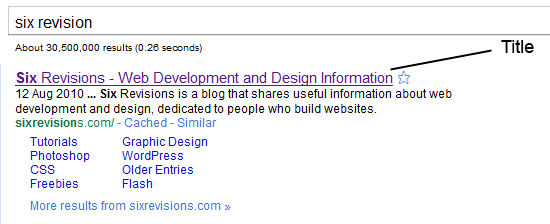 six revision
About 30,500,000 results (0.26 seconds)
Title
Six Revisions - Web Development and Design Information
12 Aug 2010 ... Six Revisions is a blog that shares useful information about web
development and design, dedicated to people who build websites.
sixrevisions.com/ - Cached - Similar
Tutorials Graphic Design
Photoshop WordPress
CSS Older Entries
Freebies Flash
More results from sixrevisions.com »